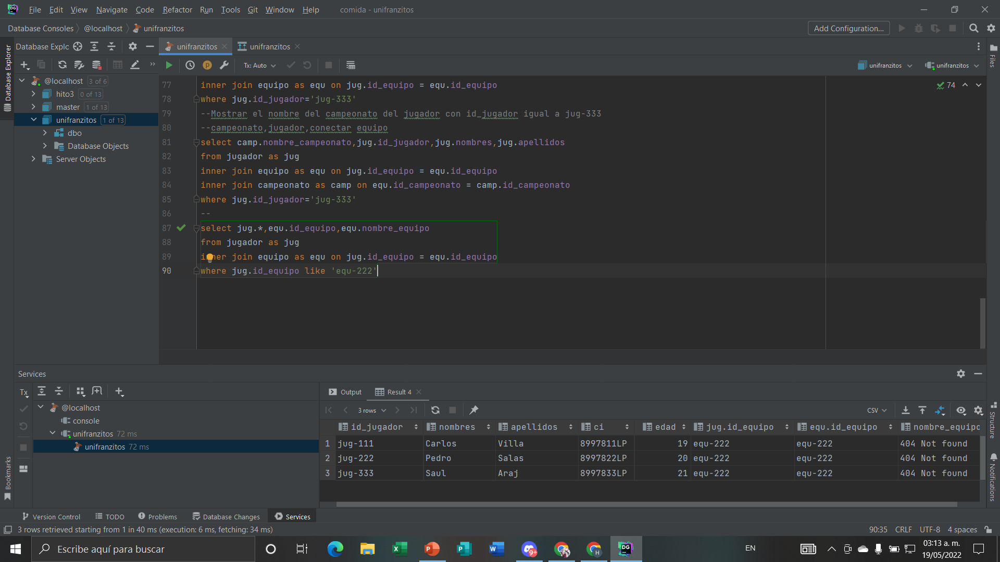 File Edit View Navigate Code Refactor Run Tools Git Window Help comida - unifranzitos
Database Consoles @localhost unifranzitos Add Configuration...
Database Explc unifranzitos unifranzitos
Tx: Auto unifranzitos unifranzitos
Database Explorer
Files
@localhost 3 of 6
hito3 0 of 13
master 1 of 13
unifranzitos 1 of 13
dbo
Database Objects
Server Objects
74
77 inner join equipo as equ on jug.id_equipo = equ.id_equipo
78 where jug.id_jugador='jug-333'
79 --Mostrar el nombre del campeonato del jugador con id_jugador igual a jug-333
80 --campeonato,jugador,conectar equipo
81 select camp.nombre_campeonato,jug.id_jugador,jug.nombres,jug.apellidos
82 from jugador as jug
83 inner join equipo as equ on jug.id_equipo = equ.id_equipo
84 inner join campeonato as camp on equ.id_campeonato = camp.id_campeonato
85 where jug.id_jugador='jug-333'
86 --
87 select jug.*,equ.id_equipo,equ.nombre_equipo
88 from jugador as jug
89 inner join equipo as equ on jug.id_equipo = equ.id_equipo
90 where jug.id_equipo like 'equ-222'
Services
Tx
@localhost
console
unifranzitos 72 ms
unifranzitos 72 ms
Output Result 4
3 rows CSV
id_jugador nombres apellidos ci edad jug.id_equipo equ.id_equipo nombre_equipo
1 jug-111 Carlos Villa 8997811LP 19 equ-222 equ-222 404 Not found
2 jug-222 Pedro Salas 8997822LP 20 equ-222 equ-222 404 Not found
3 jug-333 Saul Araj 8997833LP 21 equ-222 equ-222 404 Not found
Structure
Notifications
Bookmarks
Version Control TODO Problems Database Changes Services
3 rows retrieved starting from 1 in 40 ms (execution: 6 ms, fetching: 34 ms) 90:35 CRLF UTF-8 4 spaces
Escribe aquí para buscar 9+ EN 03:13 a. m.
19/05/2022